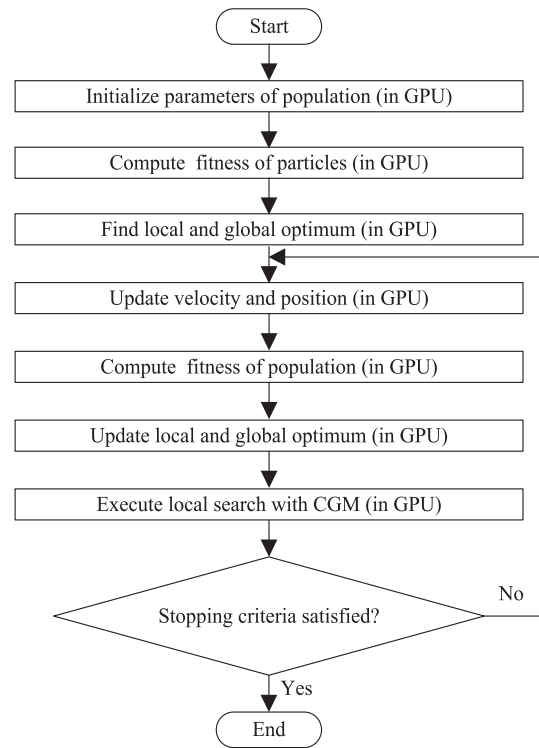 Start
Initialize parameters of population (in GPU)
Compute fitness of particles (in GPU)
Find local and global optimum (in GPU)
Update velocity and position (in GPU)
Compute fitness of population (in GPU)
Update local and global optimum (in GPU)
Execute local search with CGM (in GPU)
Stopping criteria satisfied?
No
Yes
End